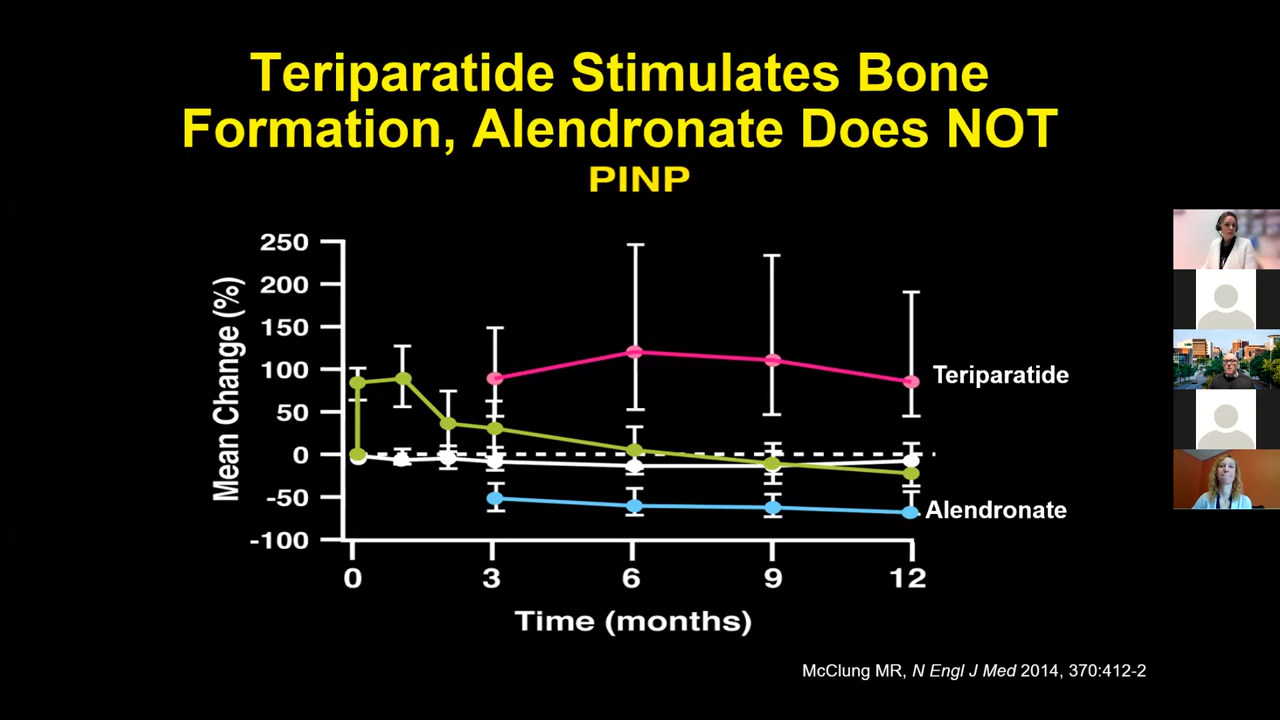 Teriparatide Stimulates Bone
Formation, Alendronate Does NOT
PINP
Mean Change (%)
250
200
150
100
50
0
-50
-100
Teriparatide
Alendronate
0 3 6 9 12
Time (months)
McClung MR, N Engl J Med 2014, 370:412-2